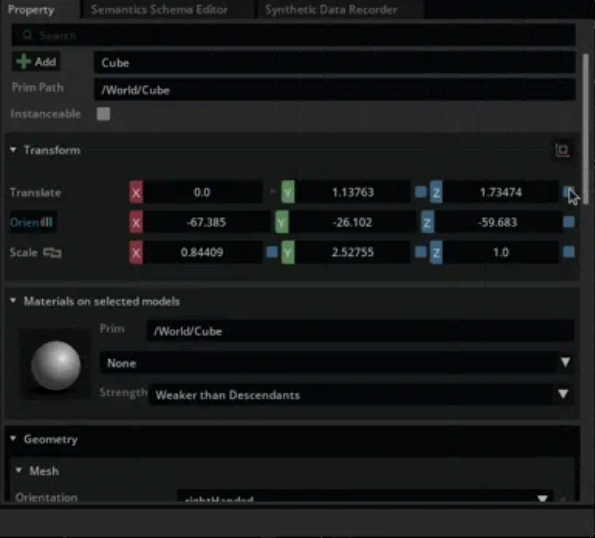 Property Semantics Schema Editor Synthetic Data Recorder
Search
Add Cube
Prim Path /World/Cube
Instanceable
Transform
Translate X 0.0 Y 1.13763 Z 1.73474
Orient X -67.385 Y -26.102 Z -59.683
Scale X 0.84409 Y 2.52755 Z 1.0
Materials on selected models
Prim /World/Cube
None
Strength Weaker than Descendants
Geometry
Mesh
Orientation rightHanded